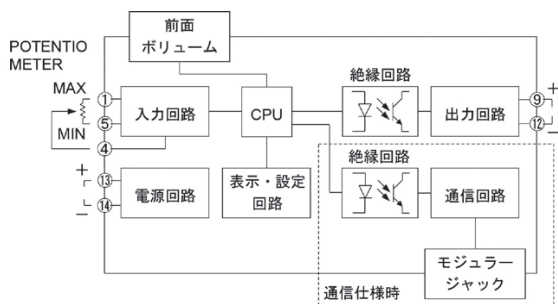 前面
ボリューム
POTENTIO
METER
MAX
①
⑤
MIN
④
入力回路
CPU
絶縁回路
出力回路
⑨
+
⑫
−
+
⑬
−
⑭
電源回路
表示・設定
回路
絶縁回路
通信回路
モジュラー
ジャック
通信仕様時